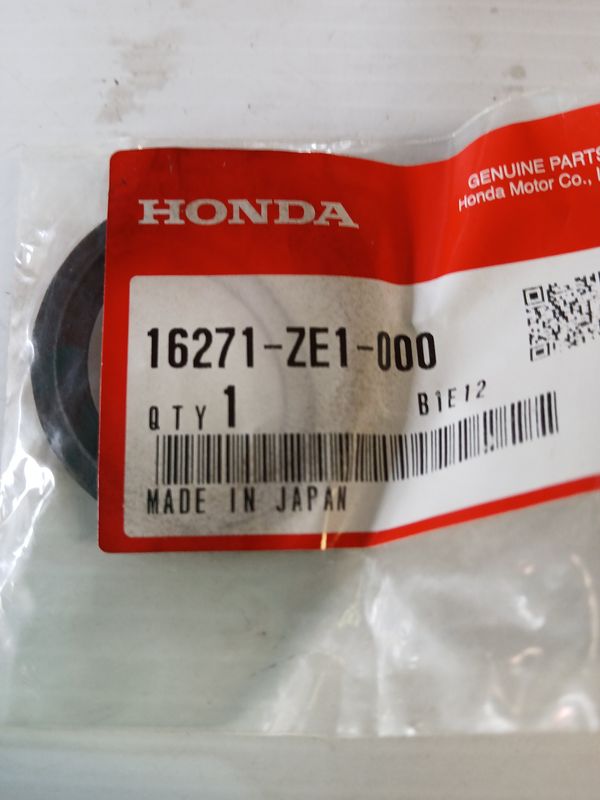 GENUINE PARTS
Honda Motor Co.,
HONDA
16271-ZE1-000
QTY 1
B1E12
MADE IN JAPAN